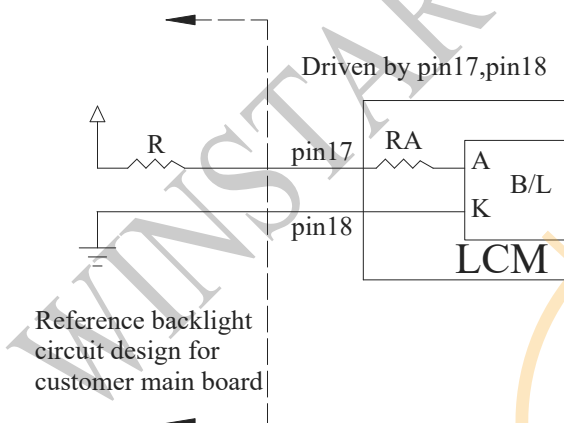 Driven by pin17,pin18
R
pin17
RA
A
B/L
K
pin18
LCM
Reference backlight
circuit design for
customer main board
WINSTAR